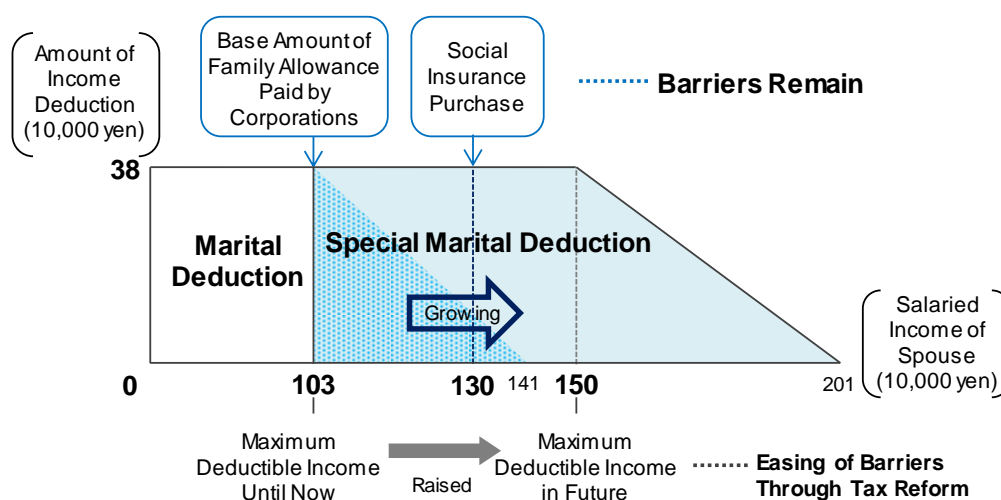 Amount of
Income
Deduction
(10,000 yen)
Base Amount of
Family Allowance
Paid by
Corporations
Social
Insurance
Purchase
Barriers Remain
38
Marital
Deduction
Special Marital Deduction
Growing
Salaried
Income of
Spouse
(10,000 yen)
0
103
130
141
150
201
Maximum
Deductible Income
Until Now
Raised
Maximum
Deductible Income
in Future
Easing of Barriers
Through Tax Reform